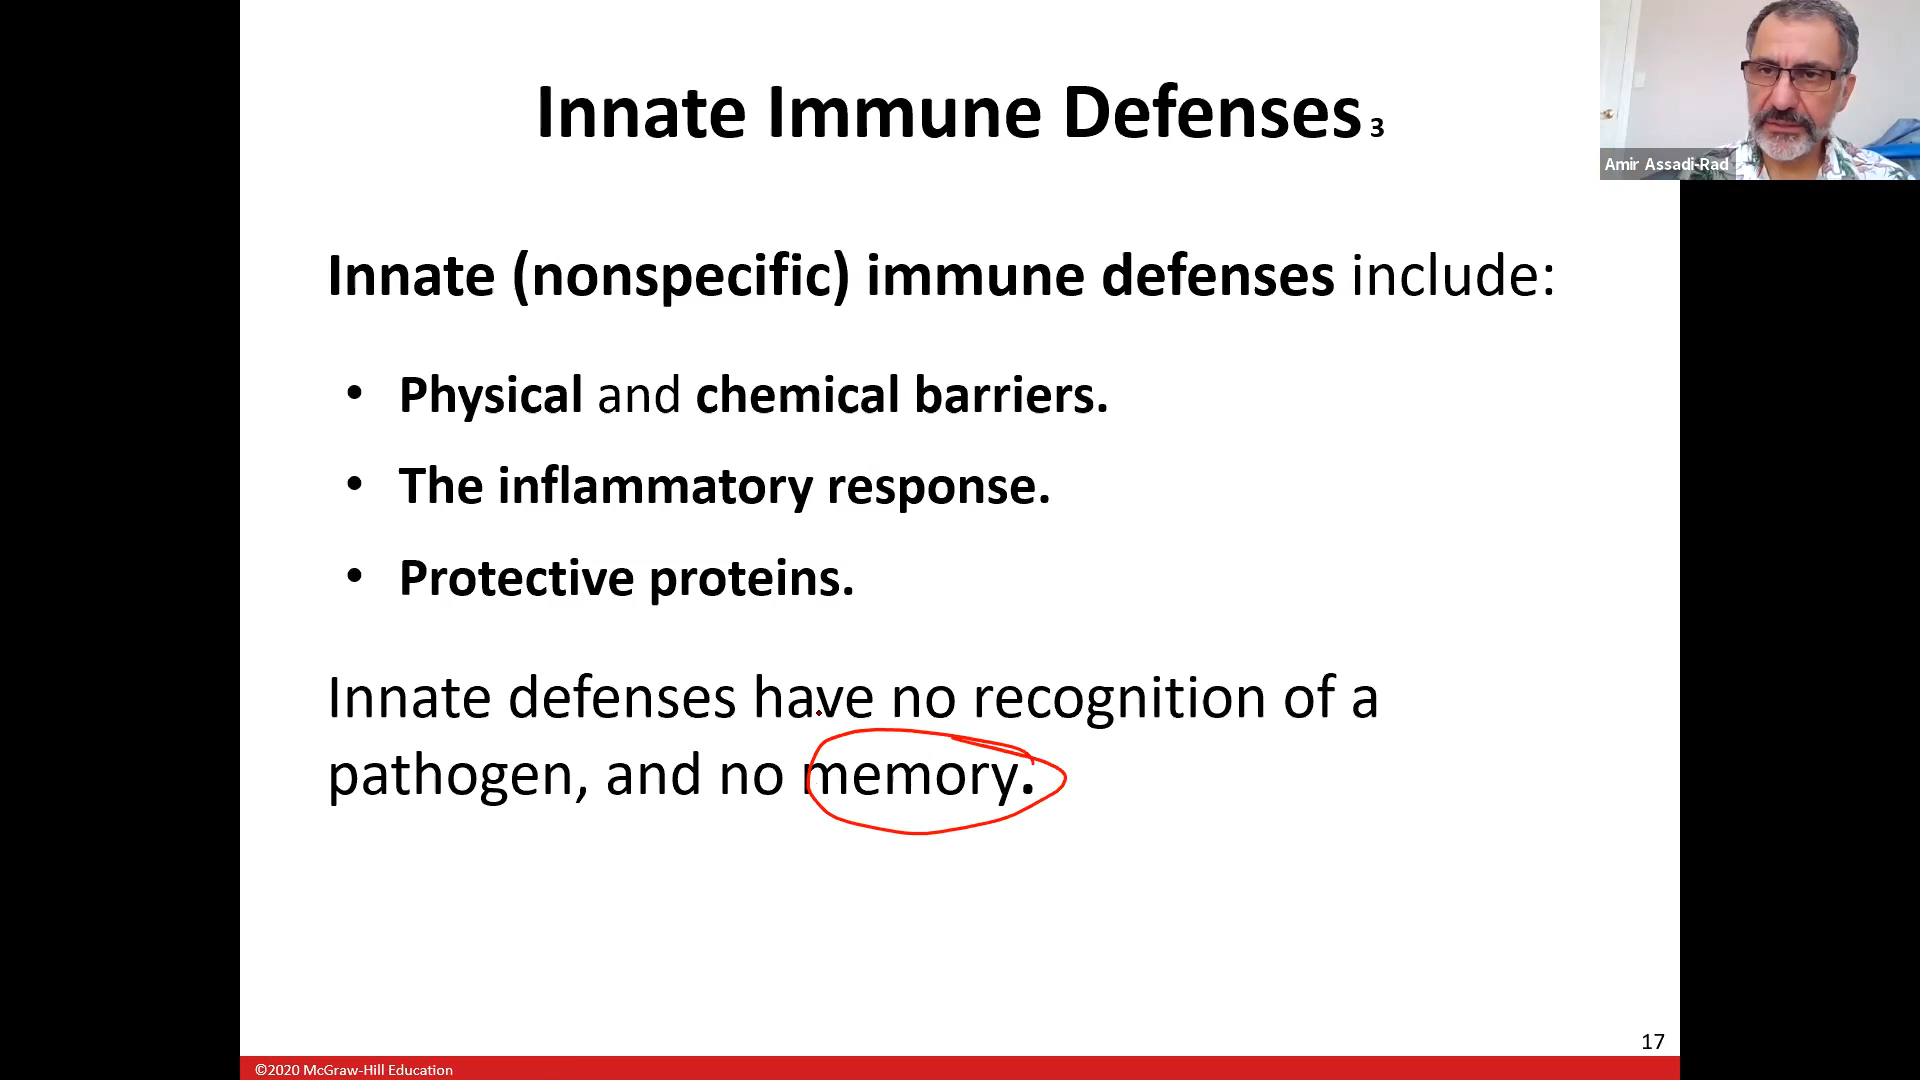 Innate Immune Defenses 3
Amir Assadi-Rad
Innate (nonspecific) immune defenses include:
• Physical and chemical barriers.
• The inflammatory response.
• Protective proteins.
Innate defenses have no recognition of a
pathogen, and no memory.
17
©2020 McGraw-Hill Education